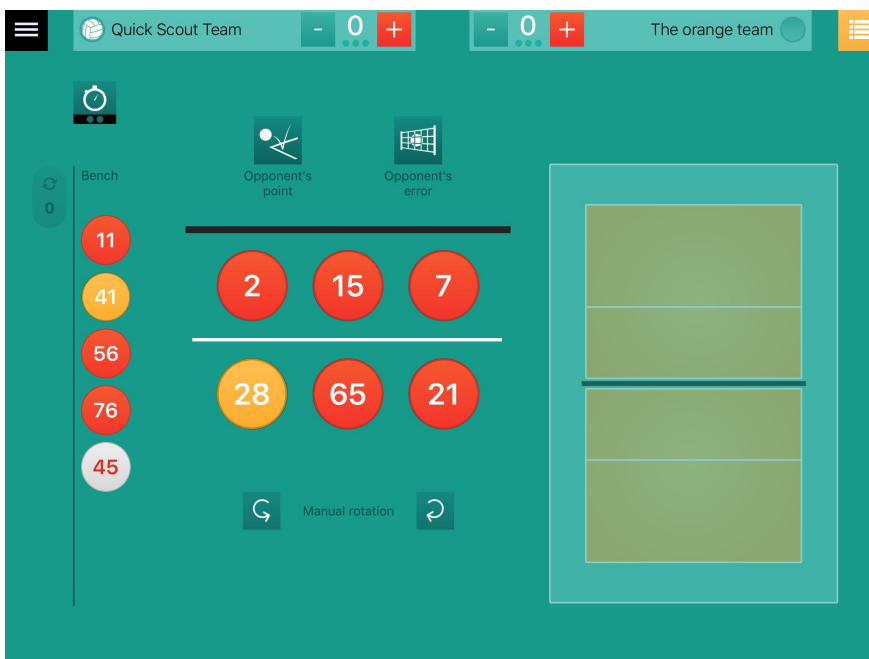 Quick Scout Team - 0 + - 0 + The orange team
Opponent's point
Opponent's error
Bench
0
11
41
56
76
45
2 15 7
28 65 21
Manual rotation